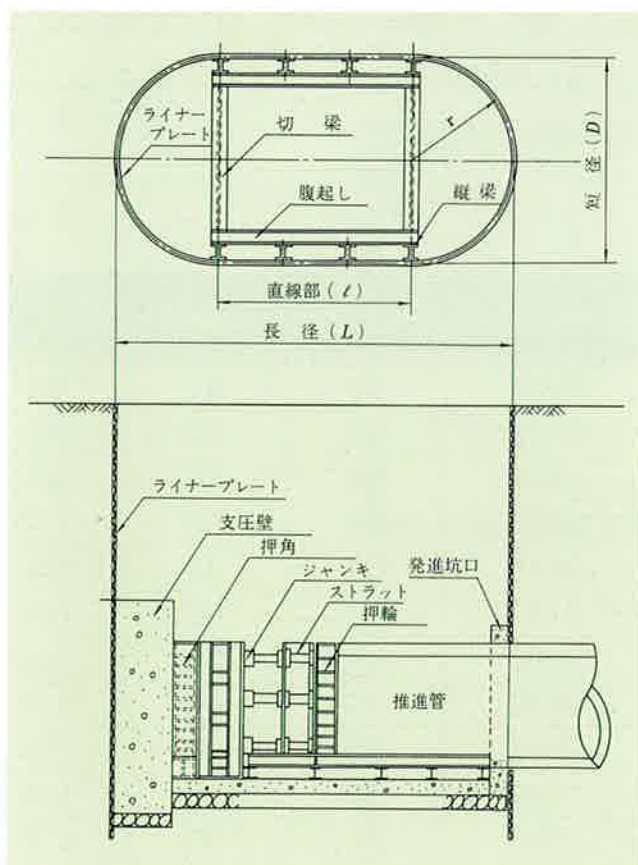 ライナー
プレート
切梁
r
腹起し
縦梁
短径(D)
直線部(ℓ)
長径(L)
ライナープレート
支圧壁
押角
ジャンキ
ストラット
押輪
発進坑口
推進管